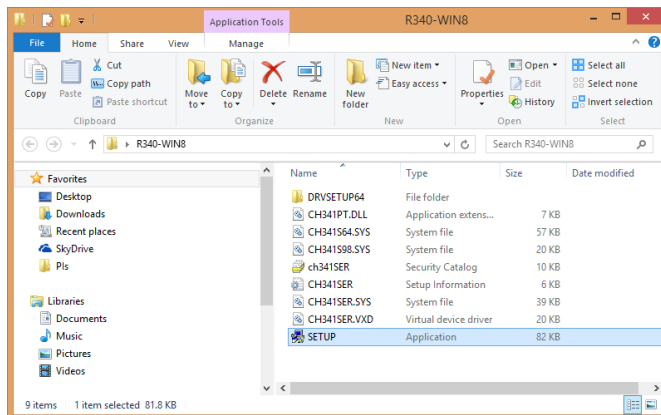 Application Tools
R340-WIN8
File Home Share View Manage
Copy
Paste
Cut
Copy path
Paste shortcut
Clipboard
Move to
Copy to
Delete
Rename
Organize
New folder
New item
Easy access
New
Properties
Open
Edit
History
Open
Select all
Select none
Invert selection
Select
R340-WIN8
Search R340-WIN8
Favorites
Desktop
Downloads
Recent places
SkyDrive
Pls
Libraries
Documents
Music
Pictures
Videos
Name Type Size Date modified
DRVSETUP64 File folder
CH341PT.DLL Application extens... 7 KB
CH341S64.SYS System file 57 KB
CH341S98.SYS System file 20 KB
ch341SER Security Catalog 10 KB
CH341SER Setup Information 6 KB
CH341SER.SYS System file 39 KB
CH341SER.VXD Virtual device driver 20 KB
SETUP Application 82 KB
9 items 1 item selected 81.8 KB